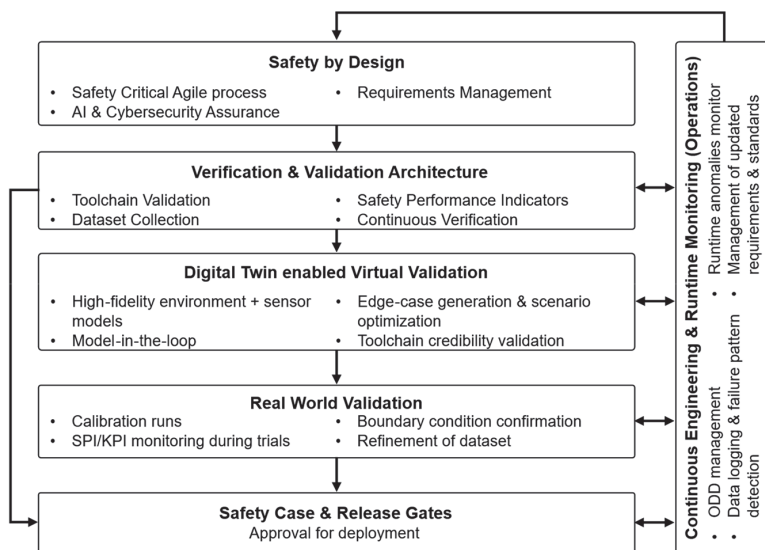 Safety by Design
• Safety Critical Agile process
• AI & Cybersecurity Assurance
• Requirements Management
Verification & Validation Architecture
• Toolchain Validation
• Dataset Collection
• Safety Performance Indicators
• Continuous Verification
Digital Twin enabled Virtual Validation
• High-fidelity environment + sensor
models
• Model-in-the-loop
• Edge-case generation & scenario
optimization
• Toolchain credibility validation
Real World Validation
• Calibration runs
• SPI/KPI monitoring during trials
• Boundary condition confirmation
• Refinement of dataset
Safety Case & Release Gates
Approval for deployment
Continuous Engineering & Runtime Monitoring (Operations)
• ODD management
• Data logging & failure pattern
detection
• Runtime anomalies monitor
• Management of updated
requirements & standards